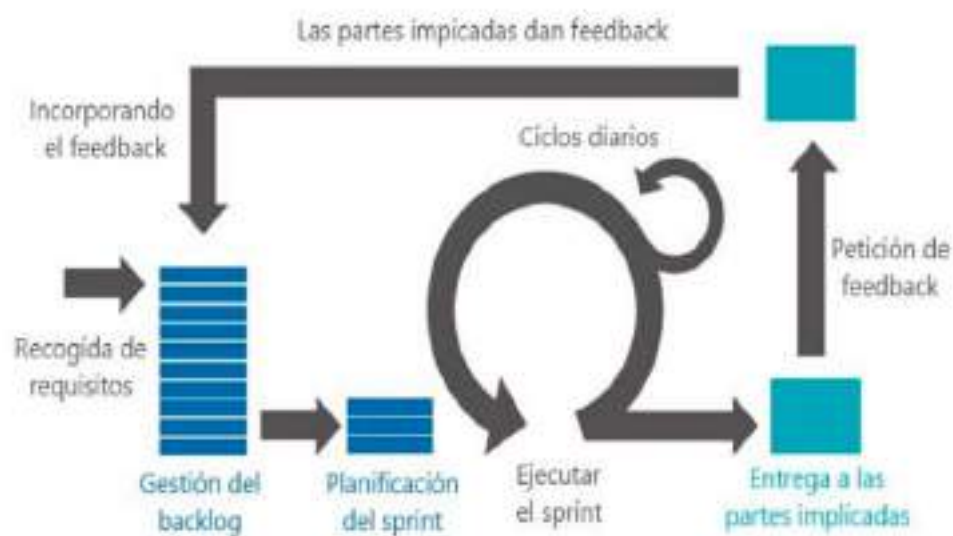 Las partes impicadas dan feedback
Incorporando
el feedback
Ciclos diarios
Petición de
feedback
Recogida de
requisitos
Gestión del
backlog
Planificación
del sprint
Ejecutar
el sprint
Entrega a las
partes implicadas